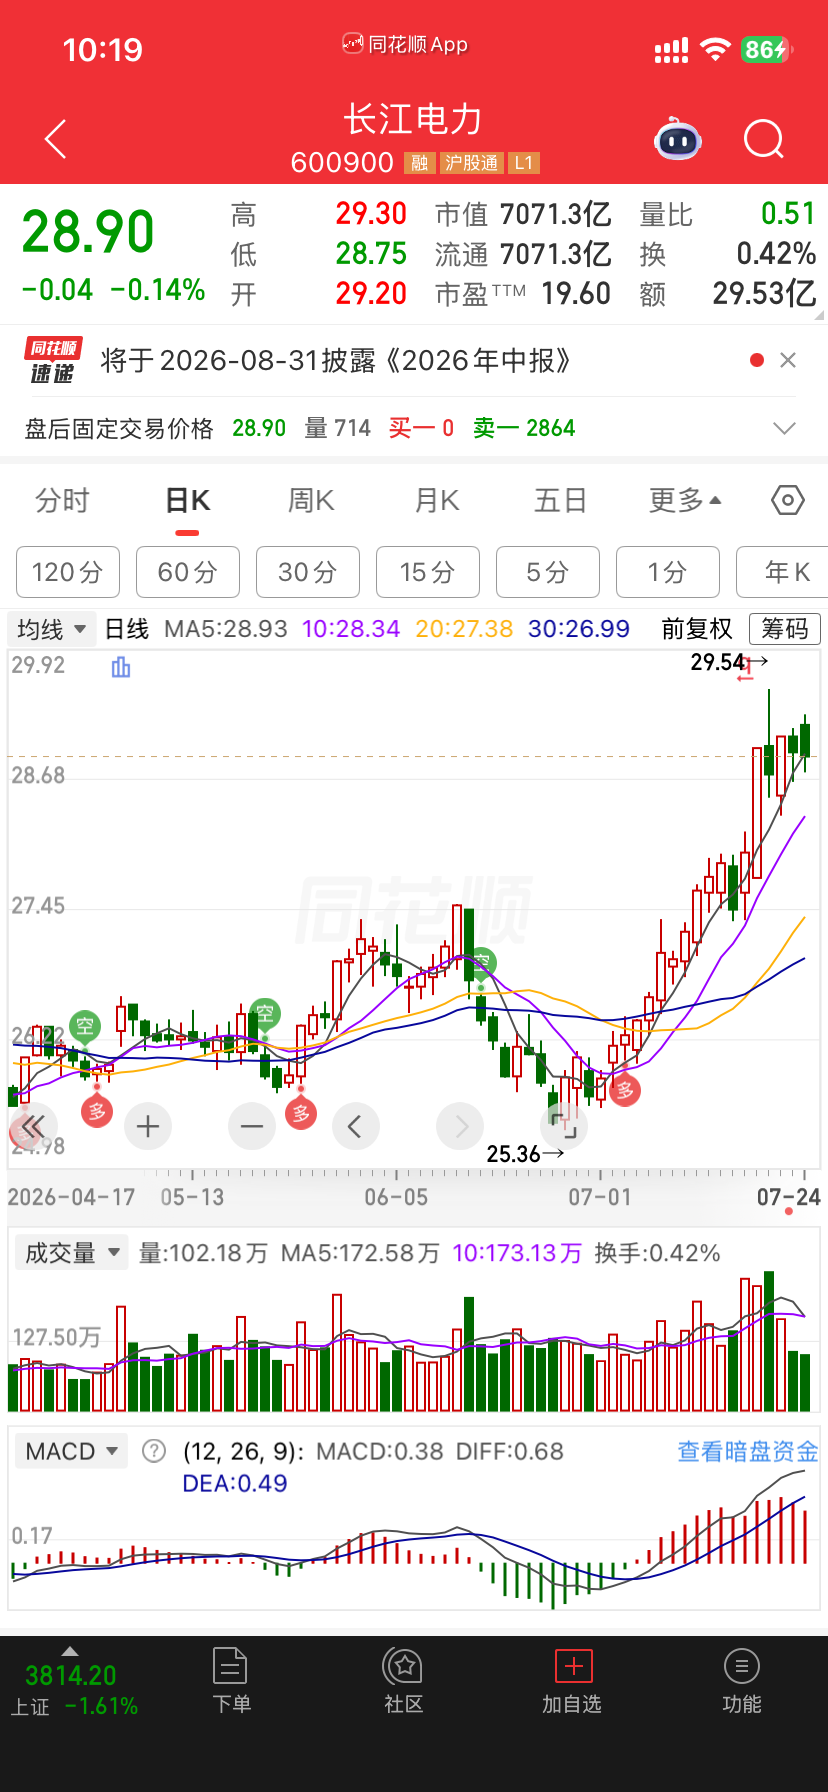 10:19
同花顺App
86
长江电力
600900 融 沪股通 L1
28.90
-0.04 -0.14%
高 29.30 市值 7071.3亿 量比 0.51
低 28.75 流通 7071.3亿 换 0.42%
开 29.20 市盈TTM 19.60 额 29.53亿
同花顺
速递
将于2026-08-31披露《2026年中报》
盘后固定交易价格 28.90 量 714 买一 0 卖一 2864
分时 日K 周K 月K 五日 更多
120分 60分 30分 15分 5分 1分 年K
均线 日线 MA5:28.93 10:28.34 20:27.38 30:26.99 前复权 筹码
29.92
29.54
28.68
27.45
同花顺
空
空
空
26.22
多
多
多
24.98
25.36
2026-04-17 05-13 06-05 07-01 07-24
成交量 量:102.18万 MA5:172.58万 10:173.13万 换手:0.42%
127.50万
MACD (12, 26, 9): MACD:0.38 DIFF:0.68 查看暗盘资金
DEA:0.49
0.17
3814.20
上证 -1.61%
下单
社区
加自选
功能